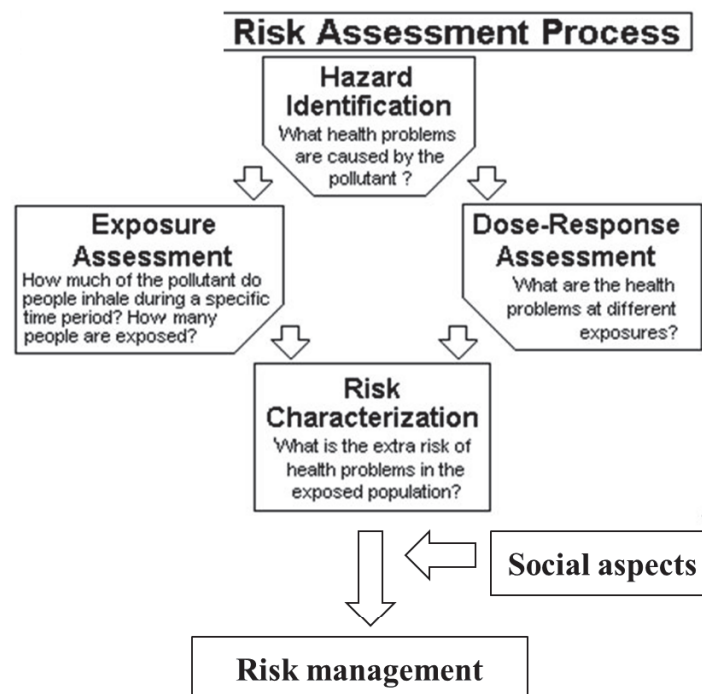 Risk Assessment Process
Hazard
Identification
What health problems
are caused by the
pollutant ?
Exposure
Assessment
How much of the pollutant do
people inhale during a specific
time period? How many
people are exposed?
Dose-Response
Assessment
What are the health
problems at different
exposures?
Risk
Characterization
What is the extra risk of
health problems in the
exposed population?
Social aspects
Risk management